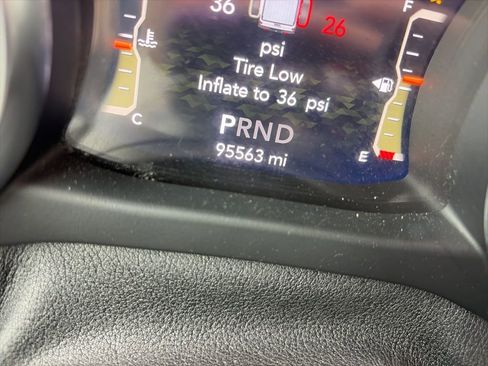 36 26
F
psi
Tire Low
Inflate to 36 psi
PRND
C
95563 mi
E